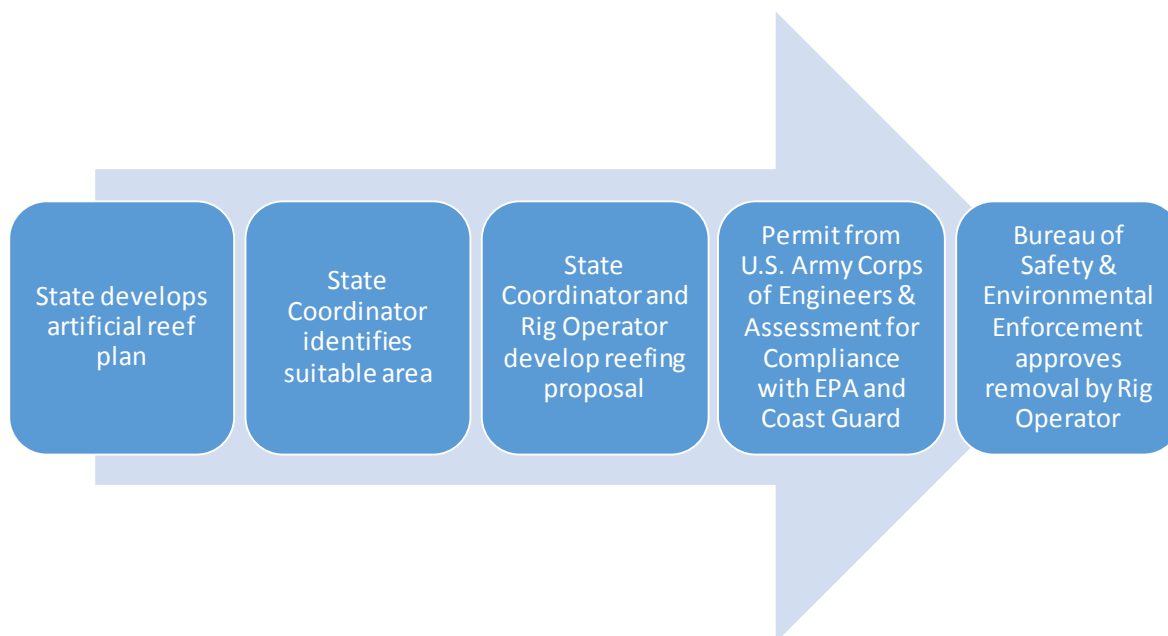 State develops
artificial reef
plan
State
Coordinator
identifies
suitable area
State
Coordinator and
Rig Operator
develop reefing
proposal
Permit from
U.S. Army Corps
of Engineers &
Assessment for
Compliance
with EPA and
Coast Guard
Bureau of
Safety &
Environmental
Enforcement
approves
removal by Rig
Operator